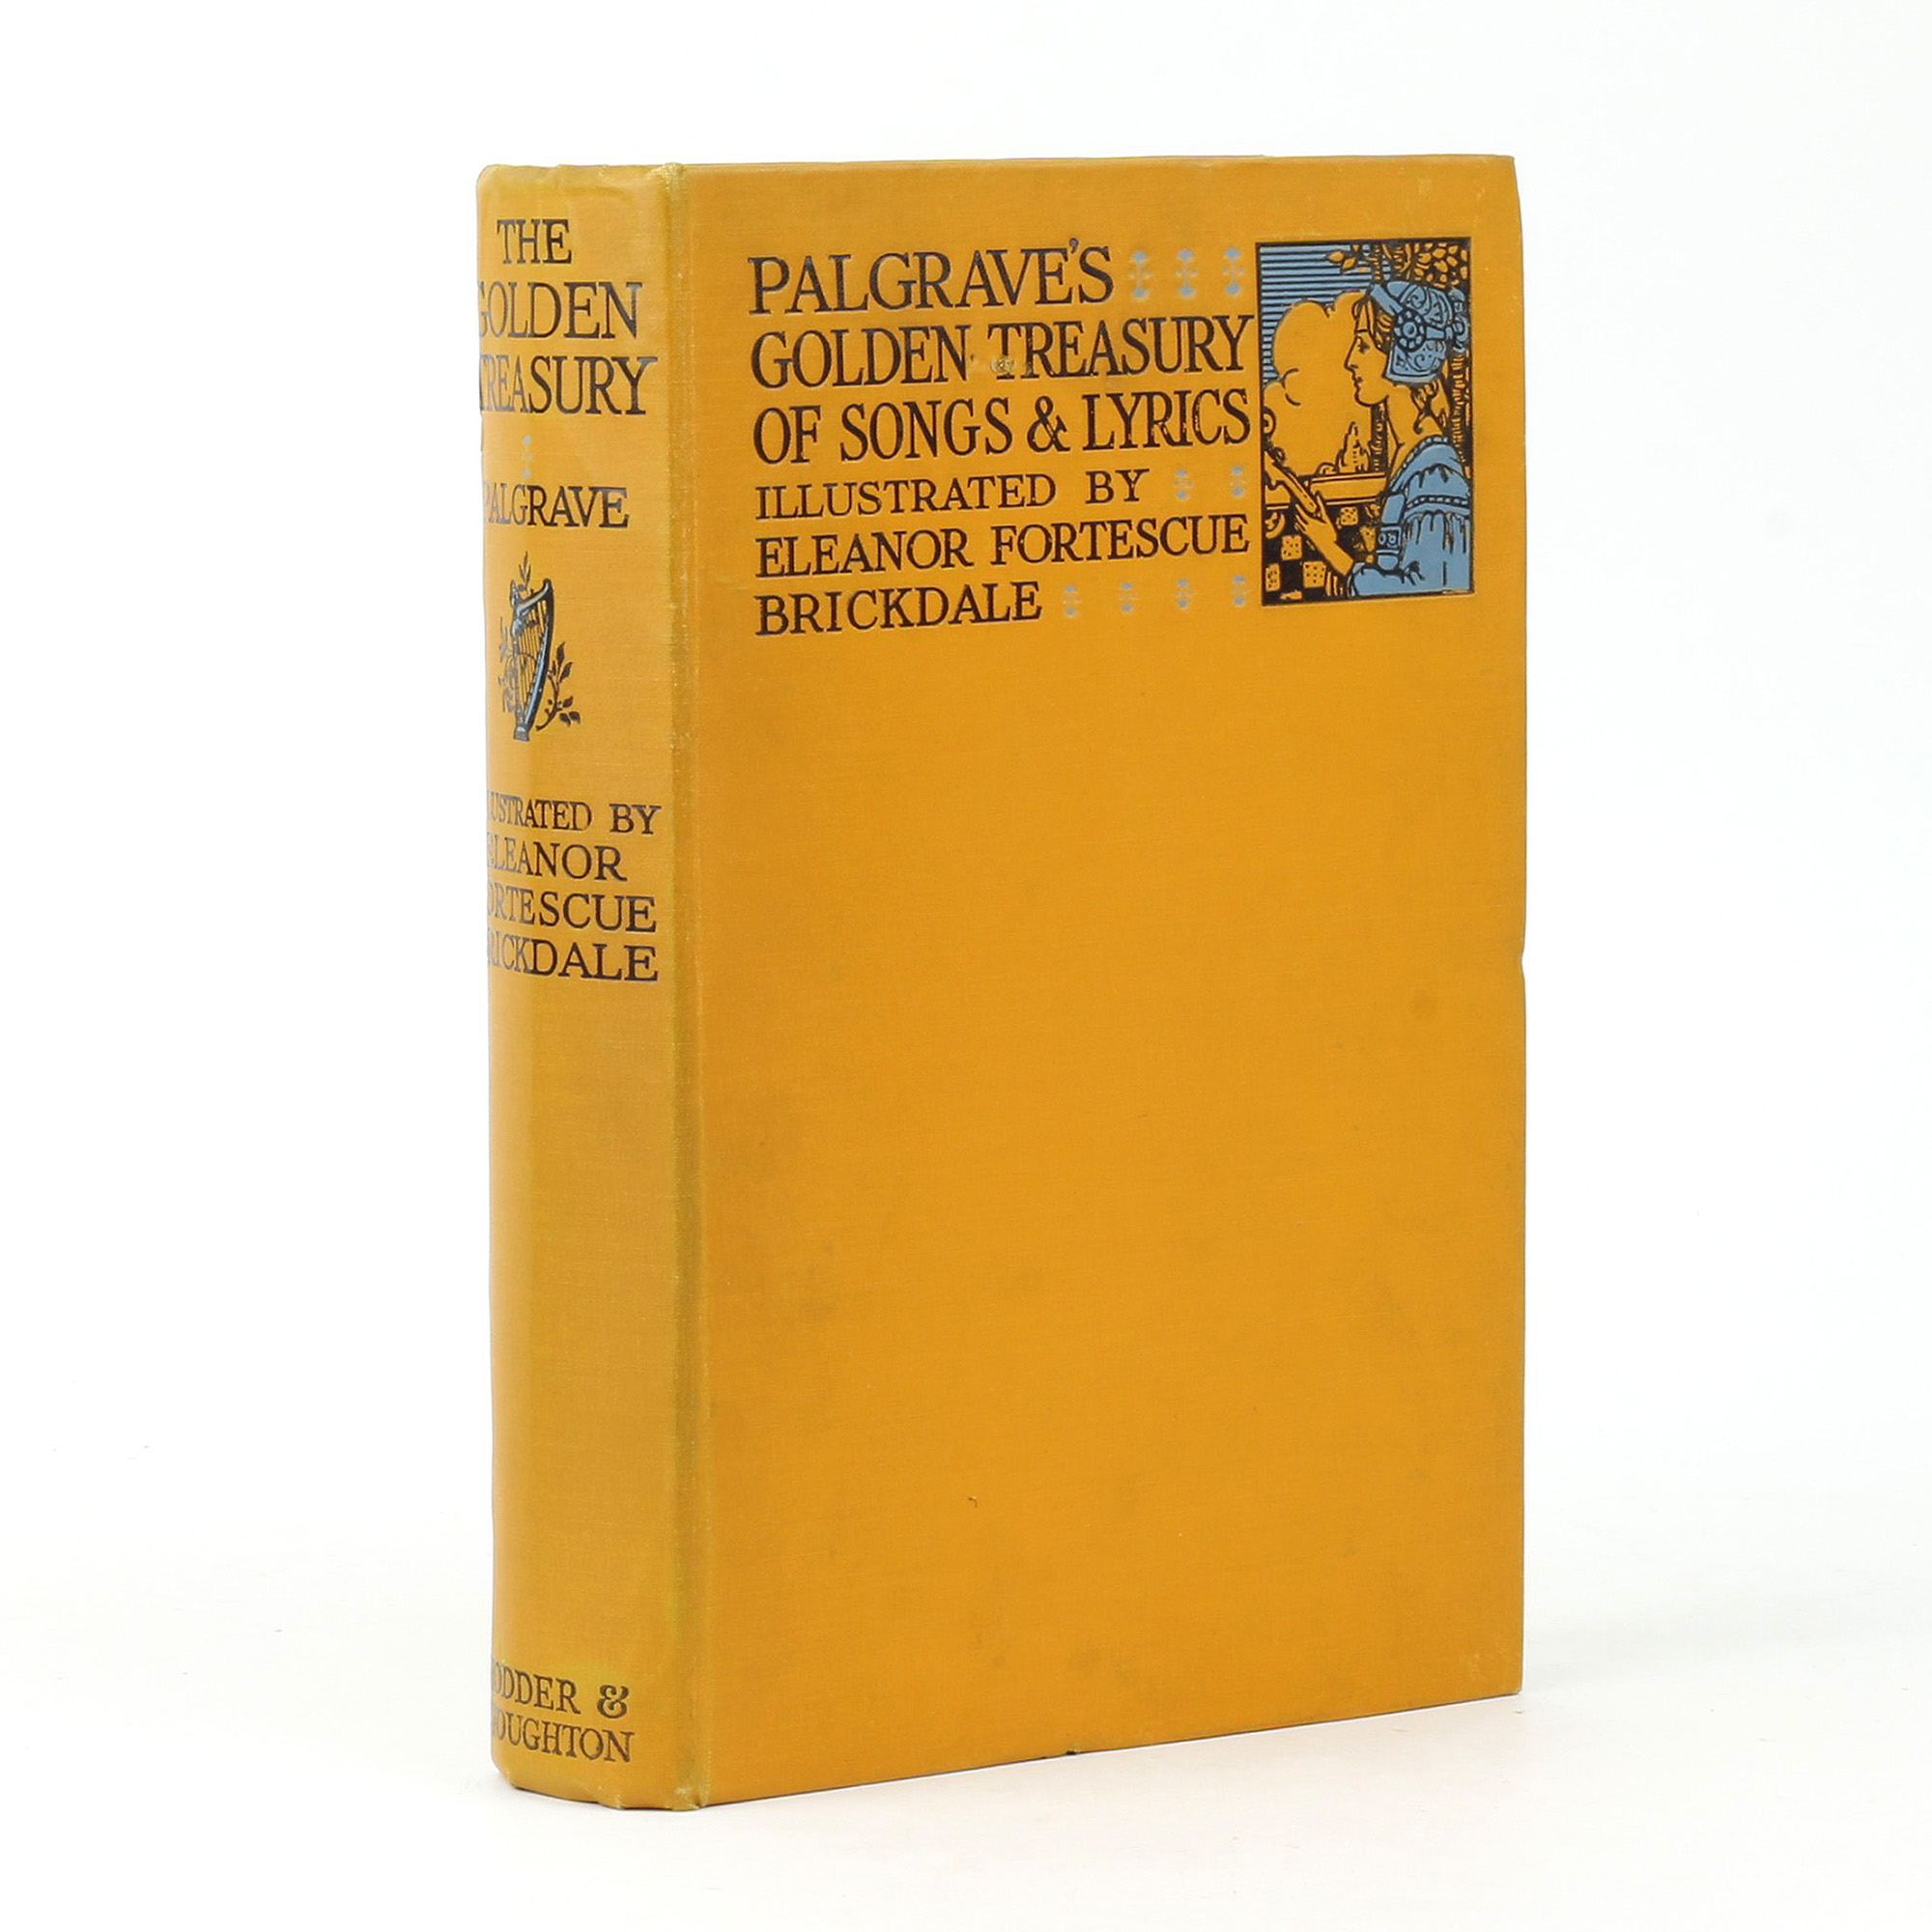 THE
GOLDEN
TREASURY
PALGRAVE
ILLUSTRATED BY
ELEANOR
FORTESCUE
BRICKDALE
HODDER &
STOUGHTON
PALGRAVE'S
GOLDEN TREASURY
OF SONGS & LYRICS
ILLUSTRATED BY
ELEANOR FORTESCUE
BRICKDALE